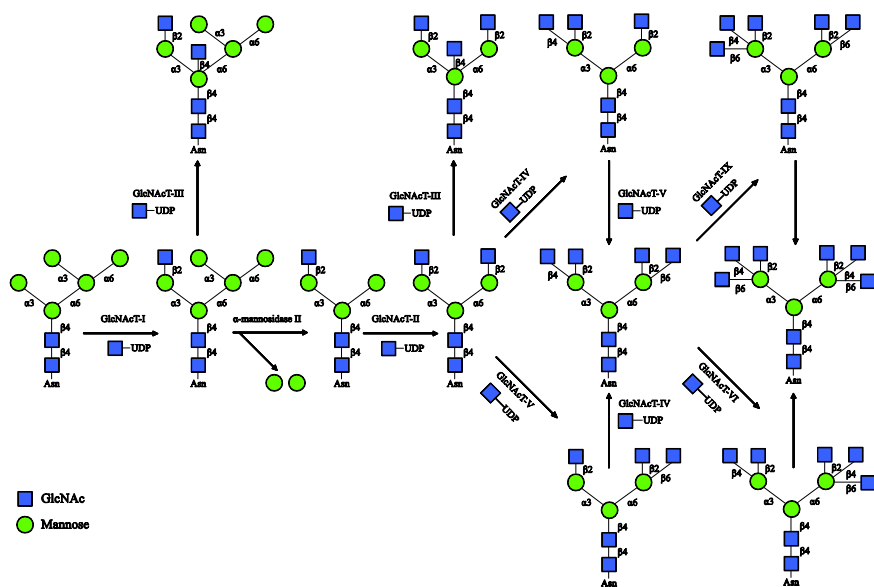 β2
α3
β4
α3
α6
α6
β4
β4
Asn
β2
β4
β2
α3
α6
β4
β4
Asn
β4
β2
β2
α3
α6
β4
β4
Asn
β4
β2
β6
β2
β6
α3
α6
β4
β4
Asn
GlcNAcT-III
UDP
GlcNAcT-III
UDP
GlcNAcT-IV
UDP
GlcNAcT-V
UDP
GlcNAcT-IX
UDP
α3
α6
α3
α6
β4
β4
Asn
GlcNAcT-I
UDP
β2
α3
α6
α3
α6
β4
β4
Asn
α-mannosidase II
β2
α3
α6
β4
β4
Asn
GlcNAcT-II
UDP
β2
β2
α3
α6
β4
β4
Asn
β4
β2
β2
β6
α3
α6
β4
β4
Asn
β2
β4
β6
β2
β4
β6
α3
α6
β4
β4
Asn
GlcNAcT-V
UDP
GlcNAcT-IV
UDP
GlcNAcT-VI
UDP
β2
β2
β6
α3
α6
β4
β4
Asn
β4
β2
β2
β4
β6
α3
α6
β4
β4
Asn
GlcNAc
Mannose